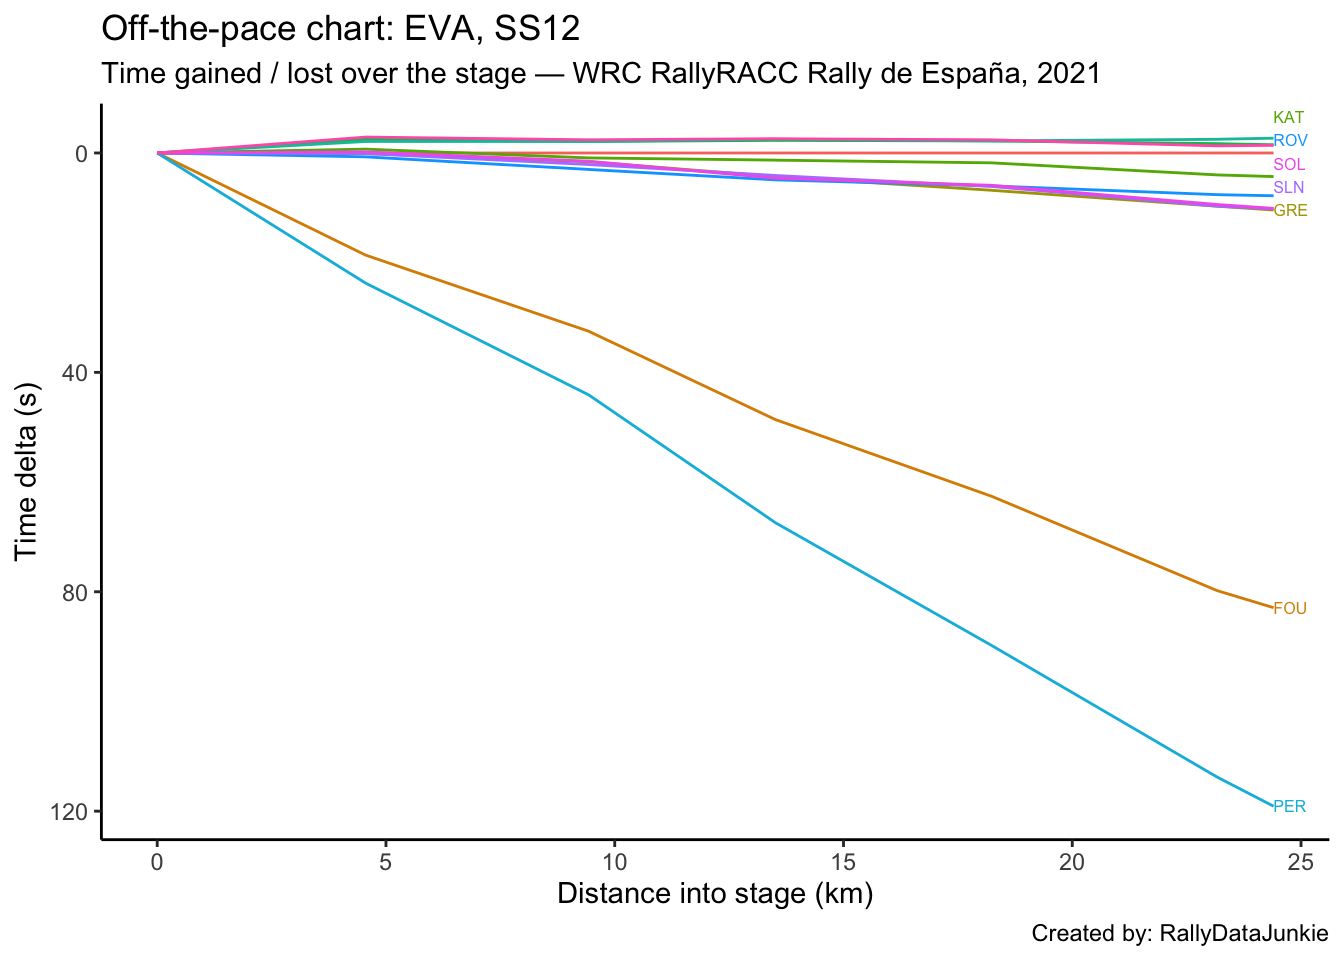 Off-the-pace chart: EVA, SS12
Time gained / lost over the stage — WRC RallyRACC Rally de España, 2021
Time delta (s)
0
40
80
120
KAT
ROV
SOL
SLN
GRE
FOU
PER
0 5 10 15 20 25
Distance into stage (km)
Created by: RallyDataJunkie